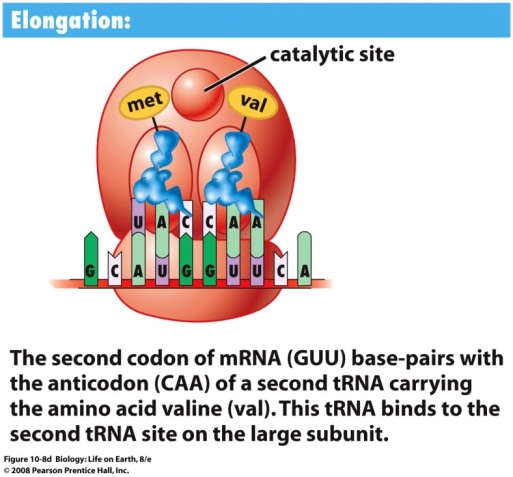 Elongation:
catalytic site
met
val
U A C C A A
G C A U G G U U C A
The second codon of mRNA (GUU) base-pairs with
the anticodon (CAA) of a second tRNA carrying
the amino acid valine (val). This tRNA binds to the
second tRNA site on the large subunit.
Figure 10-8d Biology: Life on Earth, 8/e
© 2008 Pearson Prentice Hall, Inc.